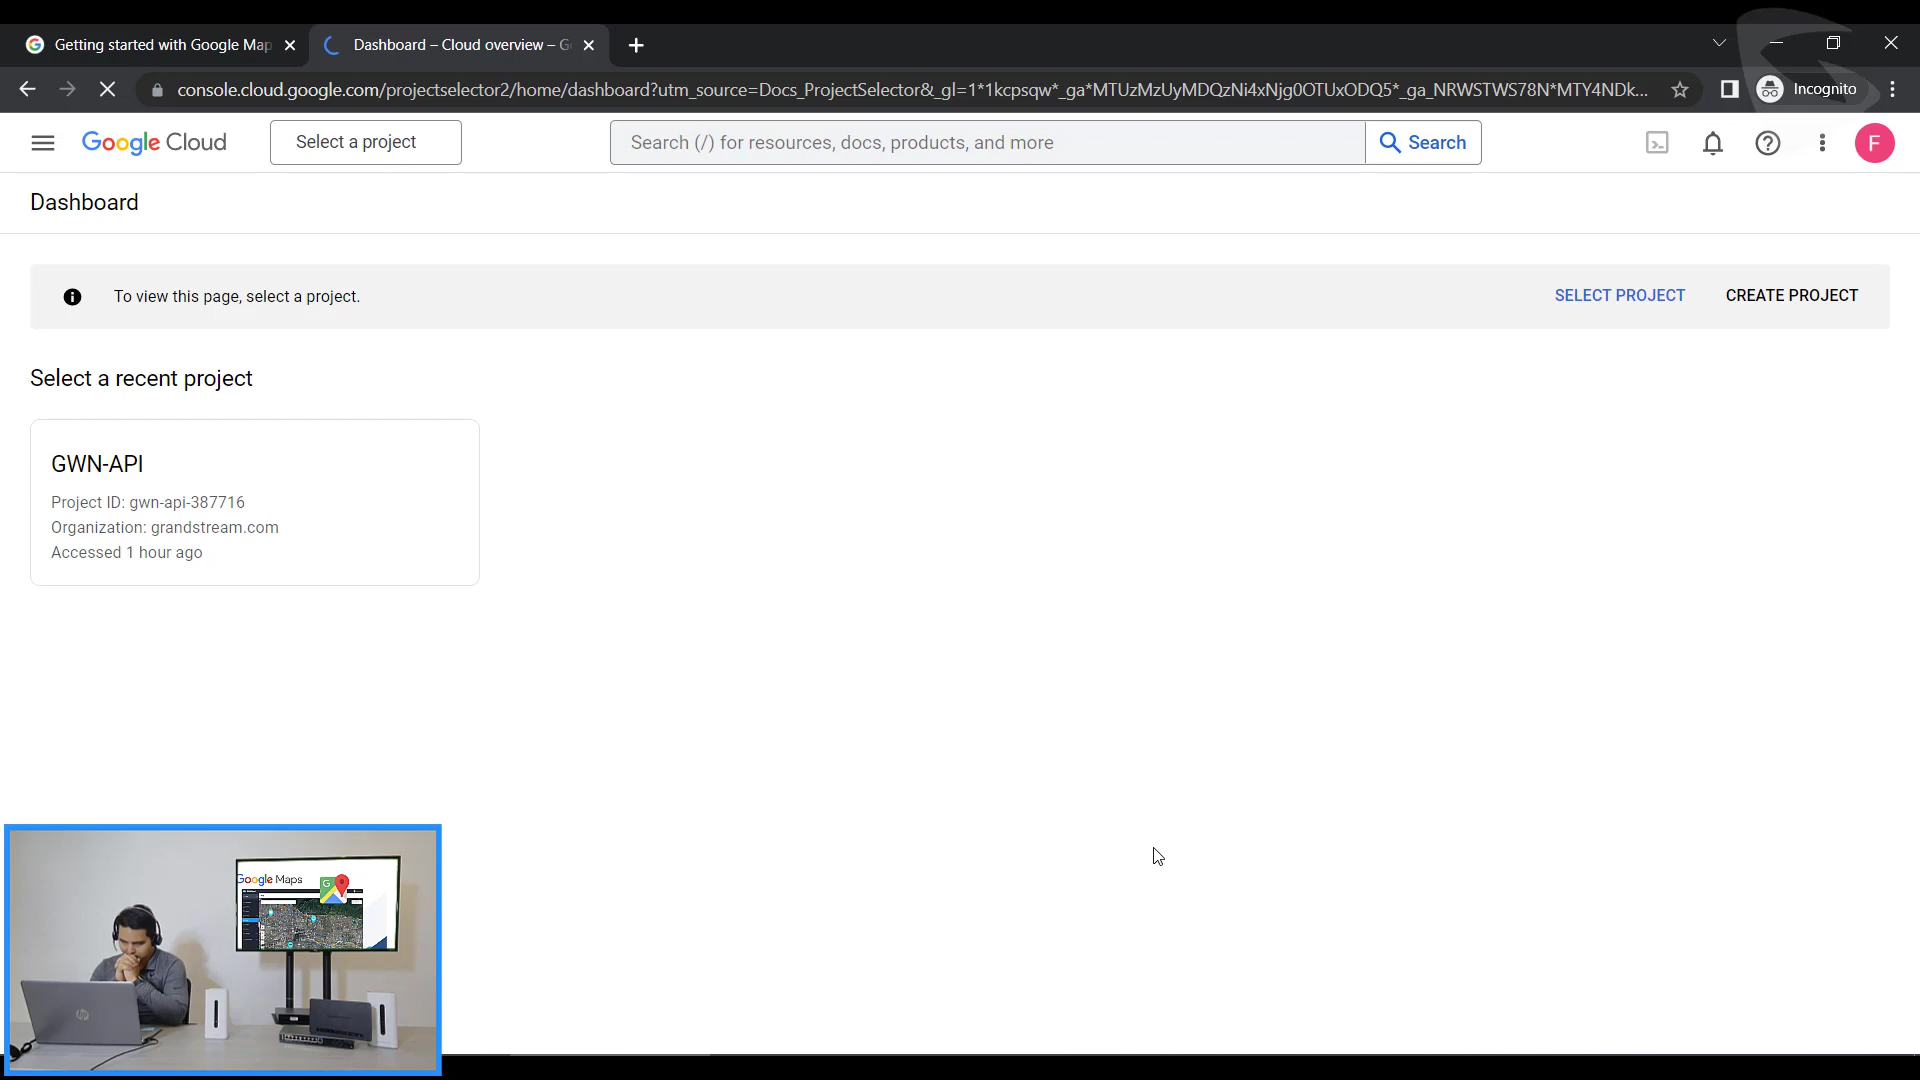 Getting started with Google Map
Dashboard – Cloud overview – G
console.cloud.google.com/projectselector2/home/dashboard?utm_source=Docs_ProjectSelector&_gl=1*1kcpsqw*_ga*MTUzMzUyMDQzNi4xNjg0OTUxODQ5*_ga_NRWSTWS78N*MTY4NDk...
Incognito
Google Cloud
Select a project
Search (/) for resources, docs, products, and more
Search
F
Dashboard
To view this page, select a project.
SELECT PROJECT
CREATE PROJECT
Select a recent project
GWN-API
Project ID: gwn-api-387716
Organization: grandstream.com
Accessed 1 hour ago
Google Maps
G
hp